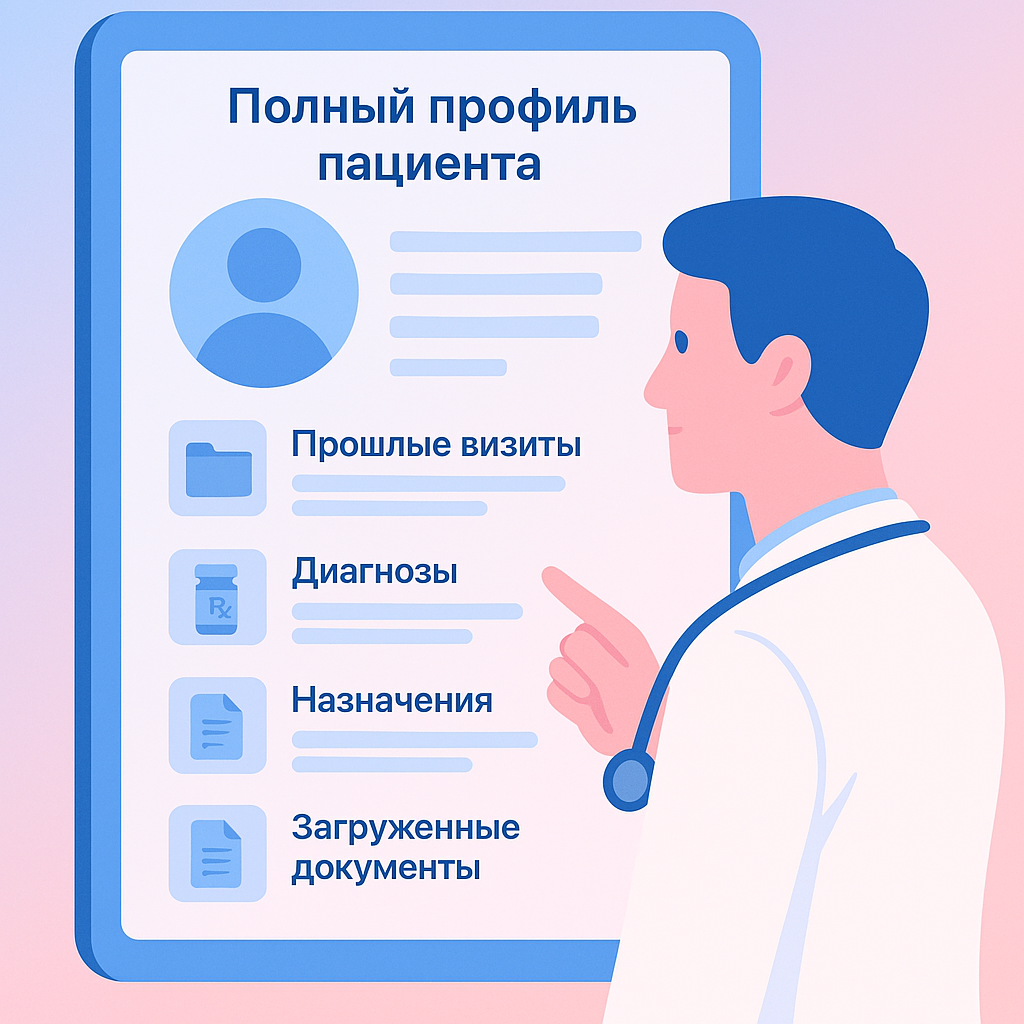 Полный профиль
пациента
Прошлые визиты
Диагнозы
Rx
Назначения
Загруженные
документы